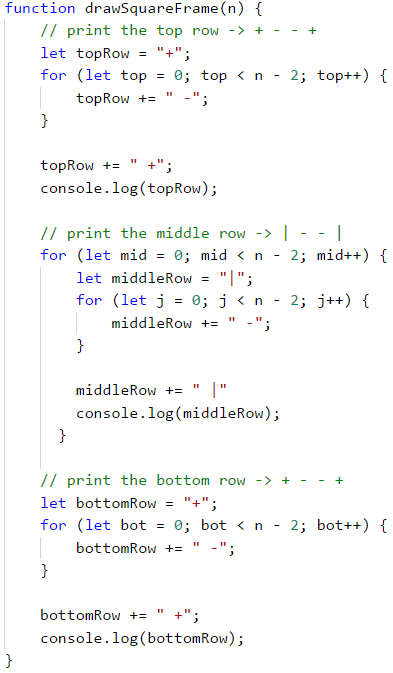 function drawSquareFrame(n) {
    // print the top row -> + - - +
    let topRow = "+";
    for (let top = 0; top < n - 2; top++) {
        topRow += " -";
    }

    topRow += " +";
    console.log(topRow);

    // print the middle row -> | - - |
    for (let mid = 0; mid < n - 2; mid++) {
        let middleRow = "|";
        for (let j = 0; j < n - 2; j++) {
            middleRow += " -";
        }

        middleRow += " |"
        console.log(middleRow);
      }

    // print the bottom row -> + - - +
    let bottomRow = "+";
    for (let bot = 0; bot < n - 2; bot++) {
        bottomRow += " -";
    }

    bottomRow += " +";
    console.log(bottomRow);
}